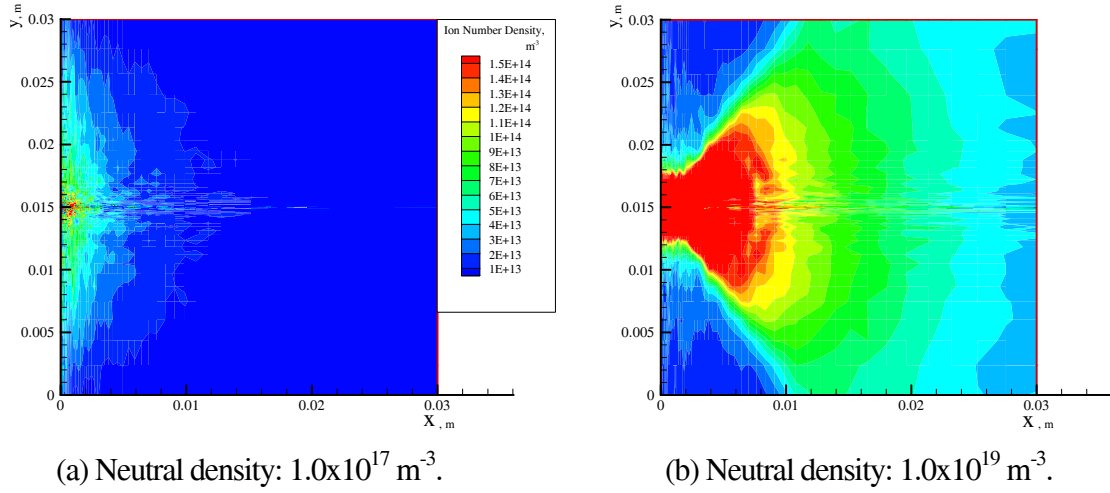 y, m
0.03
0.025
0.02
0.015
0.01
0.005
0
0
0.01
0.02
0.03
x , m
Ion Number Density,
m³
1.5E+14
1.4E+14
1.3E+14
1.2E+14
1.1E+14
1E+14
9E+13
8E+13
7E+13
6E+13
5E+13
4E+13
3E+13
2E+13
1E+13
y, m
0.03
0.025
0.02
0.015
0.01
0.005
0
0
0.01
0.02
0.03
x , m
(a) Neutral density: 1.0x10¹⁷ m⁻³.
(b) Neutral density: 1.0x10¹⁹ m⁻³.